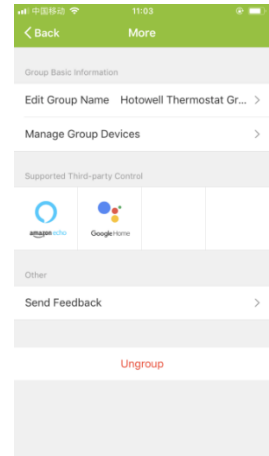 中国移动 11:03
Back More
Group Basic Information
Edit Group Name Hotowell Thermostat Gr...
Manage Group Devices
Supported Third-party Control
amazon echo Google Home
Other
Send Feedback
Ungroup